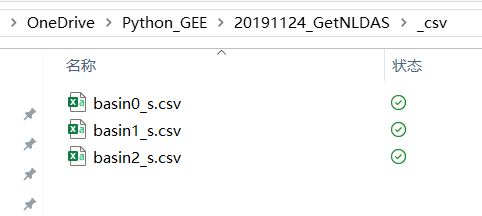 OneDrive > Python_GEE > 20191124_GetNLDAS > _csv
名称 状态
basin0_s.csv
basin1_s.csv
basin2_s.csv